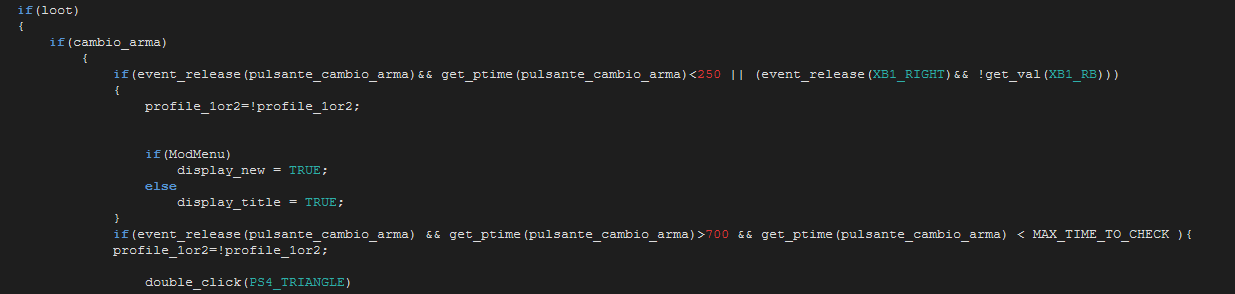 if(loot)
{
if(cambio_arma)
{
if(event_release(pulsante_cambio_arma)&& get_ptime(pulsante_cambio_arma)<250 || (event_release(XB1_RIGHT)&& !get_val(XB1_RB)))
{
profile_1or2=!profile_1or2;
if(ModMenu)
display_new = TRUE;
else
display_title = TRUE;
}
if(event_release(pulsante_cambio_arma) && get_ptime(pulsante_cambio_arma)>700 && get_ptime(pulsante_cambio_arma) < MAX_TIME_TO_CHECK ){
profile_1or2=!profile_1or2;
double_click(PS4_TRIANGLE)